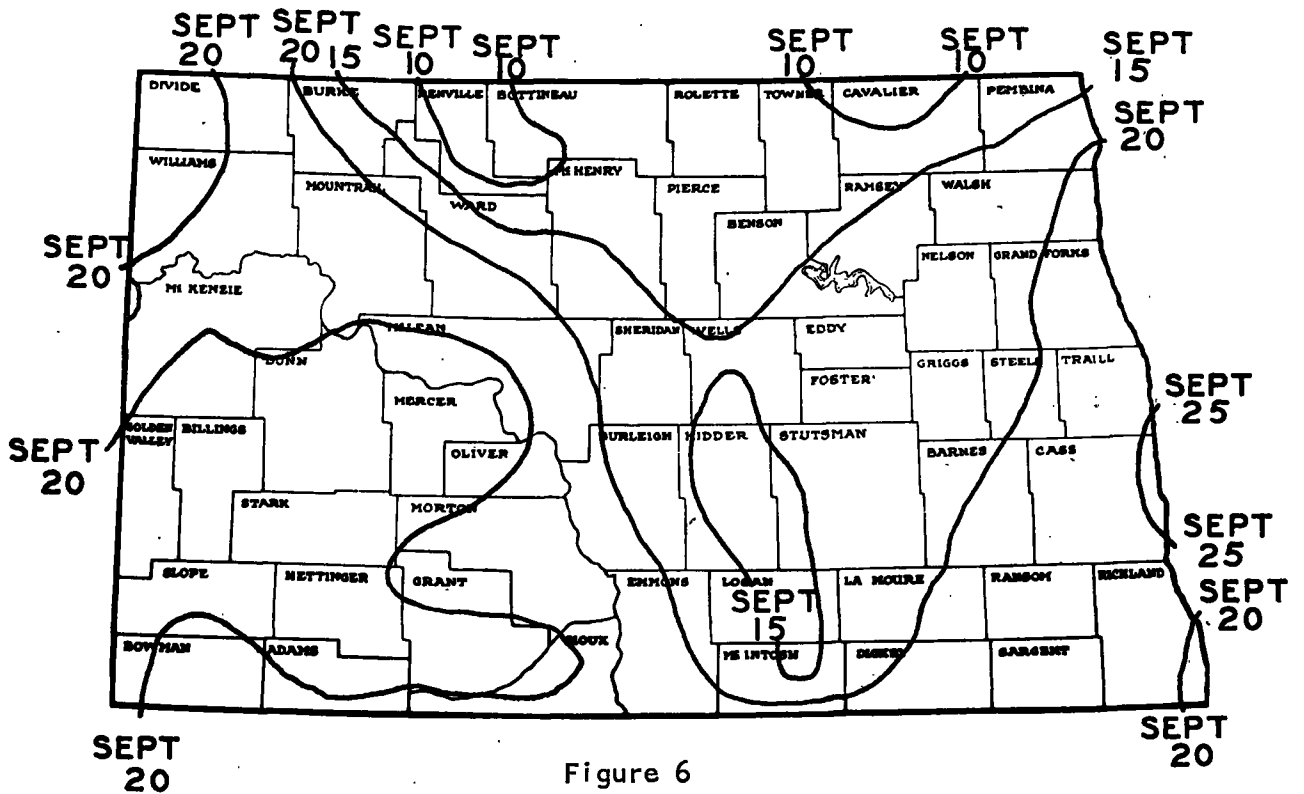 SEPT
20
SEPT
20
15
SEPT
10
SEPT
10
SEPT
10
SEPT
10
SEPT
15
SEPT
20
DIVIDE
BURKE
RENVILLE
BOTTINEAU
ROLETTE
TOWNER
CAVALIER
PEMBINA
WILLIAMS
MOUNTRAIL
WARD
Mc HENRY
PIERCE
RAMSEY
WALSH
BENSON
SEPT
20
Mc KENZIE
NELSON
GRAND FORKS
McLEAN
SHERIDAN
WELLS
EDDY
DUNN
FOSTER
GRIGGS
STEELE
TRAILL
MERCER
SEPT
25
GOLDEN
VALLEY
BILLINGS
OLIVER
BURLEIGH
KIDDER
STUTSMAN
BARNES
CASS
SEPT
20
STARK
MORTON
SEPT
25
SLOPE
HETTINGER
GRANT
EMMONS
LOGAN
LA MOURE
RANSOM
RICHLAND
SEPT
15
SEPT
20
BOWMAN
ADAMS
SIOUX
Mc INTOSH
DICKEY
SARGENT
SEPT
20
SEPT
20
Figure 6